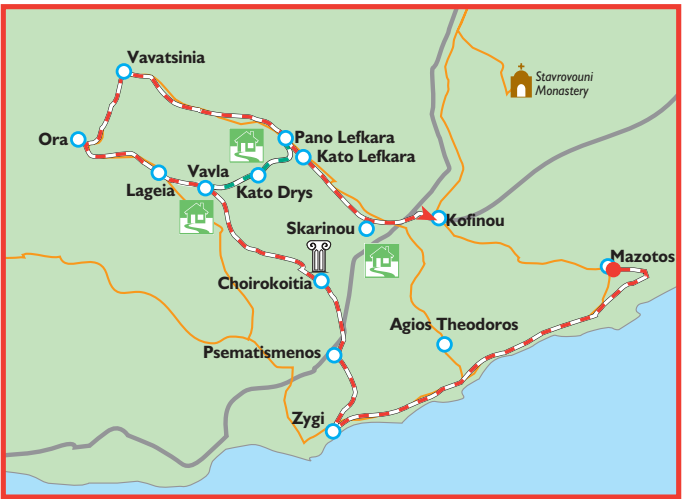 Vavatsinia
Stavrovouni
Monastery
Ora
Pano Lefkara
Kato Lefkara
Vavla
Lageia
Kato Drys
Skarinou
Kofinou
Mazotos
Choirokoitia
Agios Theodoros
Psematismenos
Zygi